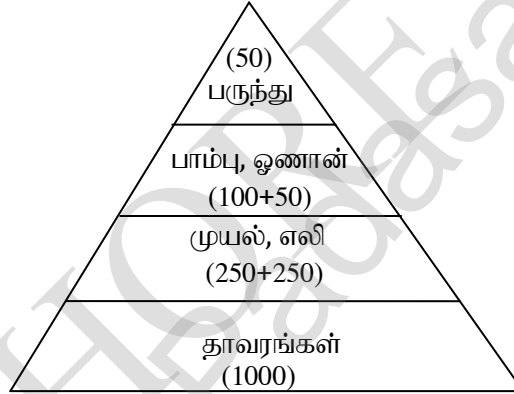 (50)
பருந்து
பாம்பு, ஓணான்
(100+50)
முயல், எலி
(250+250)
தாவரங்கள்
(1000)